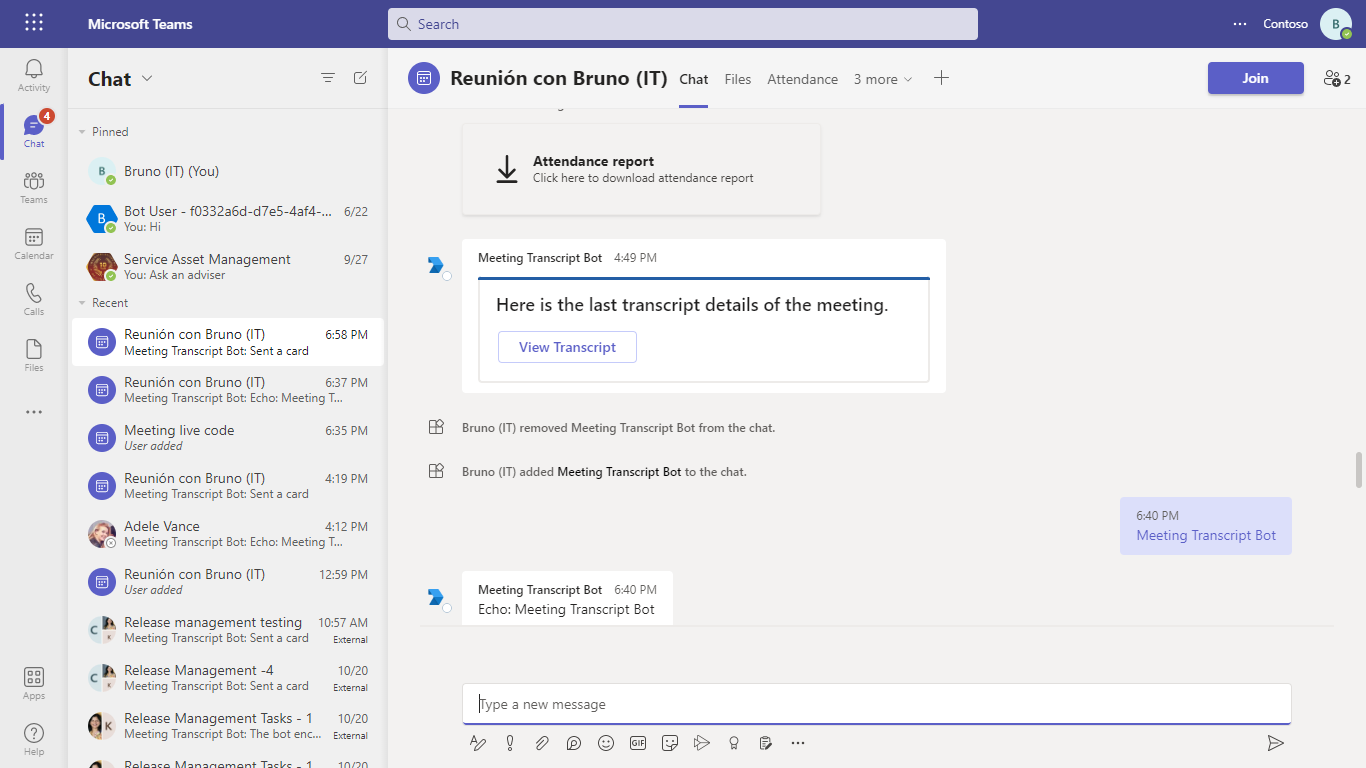 Microsoft Teams
Search
Contoso
B
Activity
4
Chat
Teams
Calendar
Calls
Files
Apps
Help
Chat
Pinned
B
Bruno (IT) (You)
B
Bot User - f0332a6d-d7e5-4af4-... 6/22
You: Hi
Service Asset Management 9/27
You: Ask an adviser
Recent
Reunión con Bruno (IT) 6:58 PM
Meeting Transcript Bot: Sent a card
Reunión con Bruno (IT) 6:37 PM
Meeting Transcript Bot: Echo: Meeting T...
Meeting live code 6:35 PM
User added
Reunión con Bruno (IT) 4:19 PM
Meeting Transcript Bot: Sent a card
Adele Vance 4:12 PM
Meeting Transcript Bot: Echo: Meeting T...
Reunión con Bruno (IT) 12:59 PM
User added
C K
Release management testing 10:57 AM
Meeting Transcript Bot: Sent a card External
C K
Release Management -4 10/20
Meeting Transcript Bot: Sent a card External
K
Release Management Tasks - 1 10/20
Meeting Transcript Bot: The bot enc... External
Release Management Tasks - 1 10/20
Reunión con Bruno (IT) Chat Files Attendance 3 more
Join
2
Attendance report
Click here to download attendance report
Meeting Transcript Bot 4:49 PM
Here is the last transcript details of the meeting.
View Transcript
Bruno (IT) removed Meeting Transcript Bot from the chat.
Bruno (IT) added Meeting Transcript Bot to the chat.
6:40 PM
Meeting Transcript Bot
Meeting Transcript Bot 6:40 PM
Echo: Meeting Transcript Bot
Type a new message
GIF